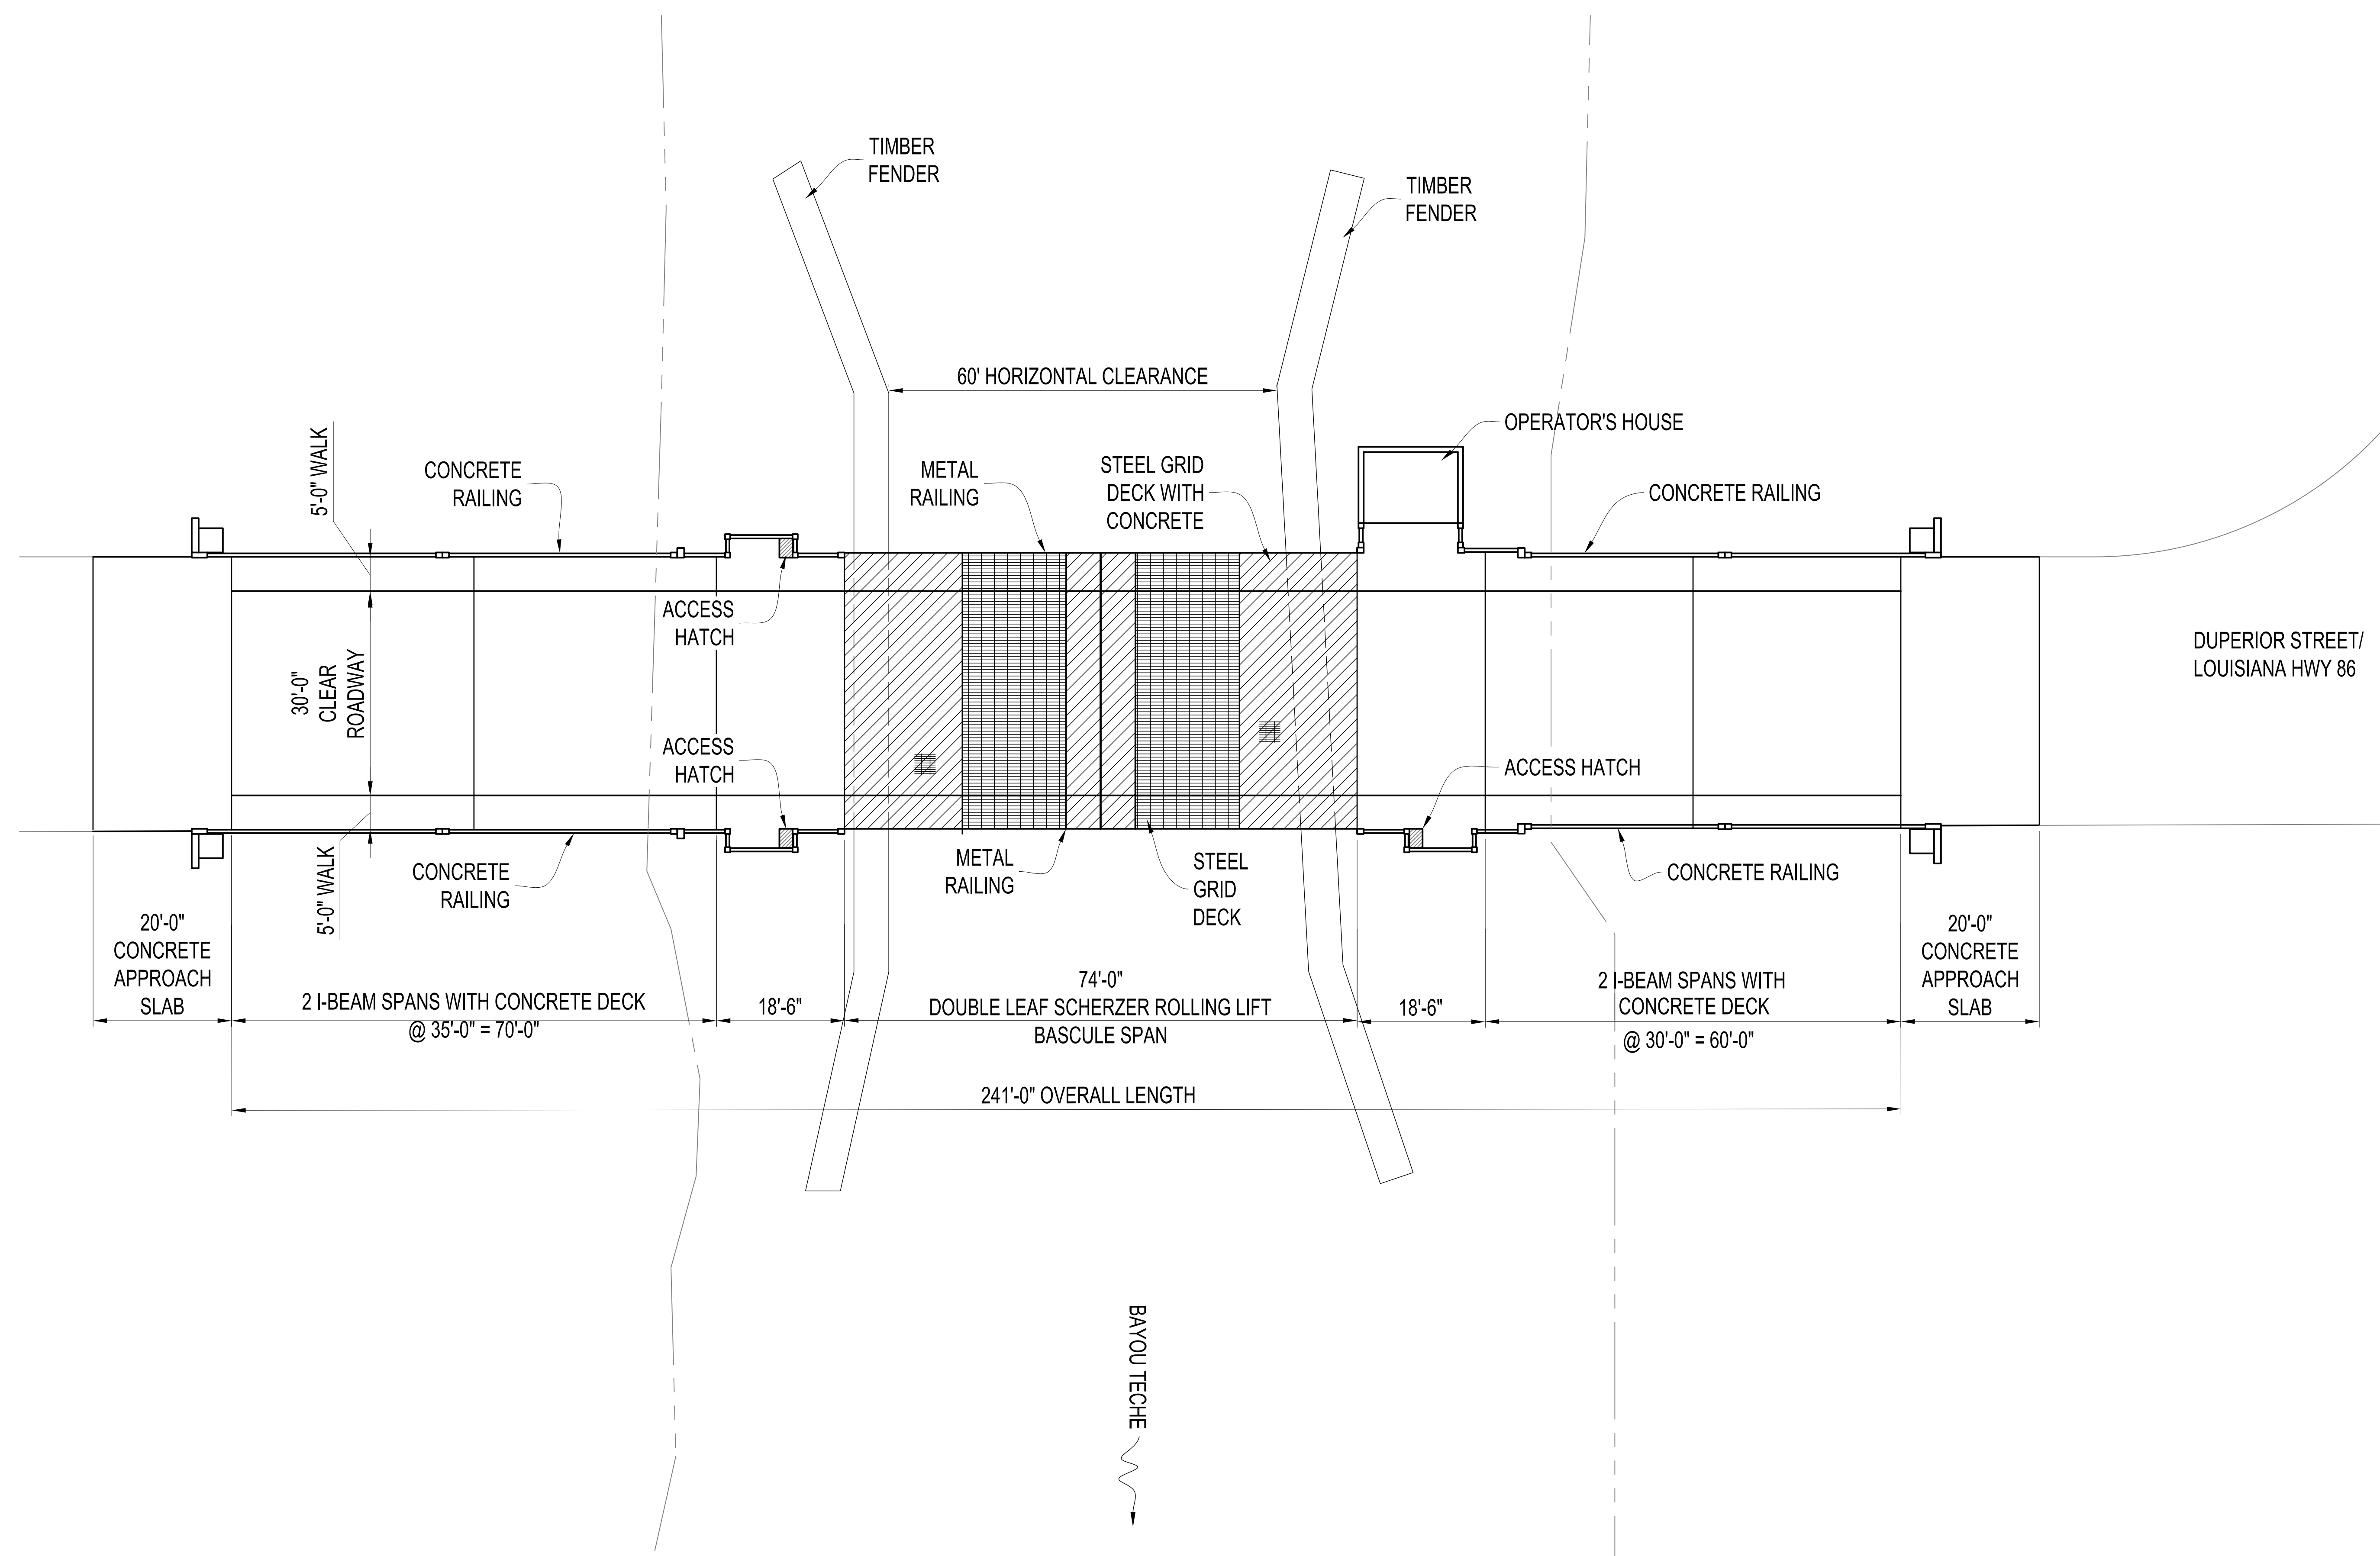 TIMBER
FENDER
TIMBER
FENDER
60' HORIZONTAL CLEARANCE
OPERATOR'S HOUSE
5'-0" WALK
CONCRETE
RAILING
METAL
RAILING
STEEL GRID
DECK WITH
CONCRETE
CONCRETE RAILING
ACCESS
HATCH
30'-0"
CLEAR
ROADWAY
DUPERIOR STREET/
LOUISIANA HWY 86
ACCESS
HATCH
ACCESS HATCH
5'-0" WALK
CONCRETE
RAILING
METAL
RAILING
STEEL
GRID
DECK
CONCRETE RAILING
20'-0"
CONCRETE
APPROACH
SLAB
2 I-BEAM SPANS WITH CONCRETE DECK
@ 35'-0" = 70'-0"
18'-6"
74'-0"
DOUBLE LEAF SCHERZER ROLLING LIFT
BASCULE SPAN
18'-6"
2 I-BEAM SPANS WITH
CONCRETE DECK
@ 30'-0" = 60'-0"
20'-0"
CONCRETE
APPROACH
SLAB
241'-0" OVERALL LENGTH
BAYOU TECHE